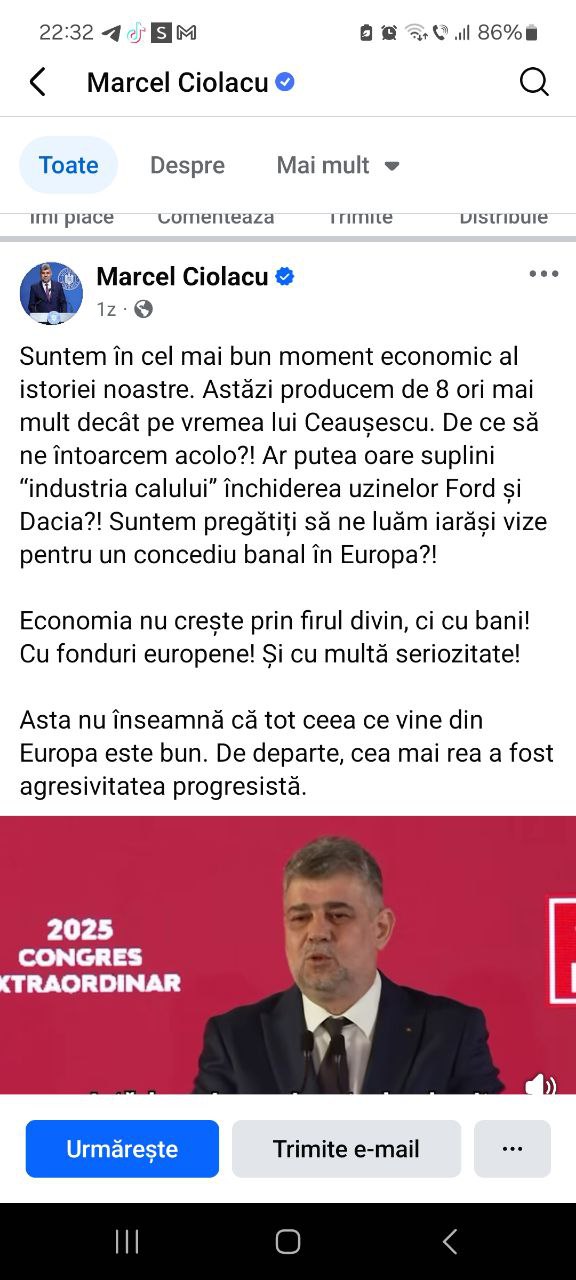 22:32
86%
Marcel Ciolacu
Toate
Despre
Mai mult
Îmi place
Comentează
Trimite
Distribuie
Marcel Ciolacu
1z ·
Suntem în cel mai bun moment economic al
istoriei noastre. Astăzi producem de 8 ori mai
mult decât pe vremea lui Ceaușescu. De ce să
ne întoarcem acolo?! Ar putea oare suplini
“industria calului” închiderea uzinelor Ford și
Dacia?! Suntem pregătiți să ne luăm iarăși vize
pentru un concediu banal în Europa?!
Economia nu crește prin firul divin, ci cu bani!
Cu fonduri europene! Și cu multă seriozitate!
Asta nu înseamnă că tot ceea ce vine din
Europa este bun. De departe, cea mai rea a fost
agresivitatea progresistă.
2025
CONGRES
XTRAORDINAR
Urmărește
Trimite e-mail